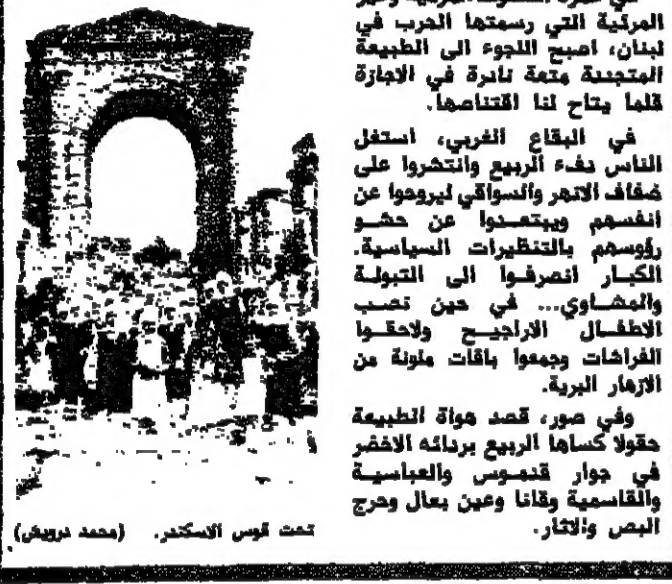 المرئية التي رسمتها الحرب في
لبنان، اصبح اللجوء الى الطبيعة
المتجددة متعة نادرة في الاجازة
قلما يتاح لنا اقتناصها.
في البقاع الغربي، استغل
الناس دفء الربيع وانتشروا على
ضفاف الانهر والسواقي ليروحوا عن
انفسهم ويبتعدوا عن حشو
رؤوسهم بالتنظيرات السياسية.
الكبار انصرفوا الى التبولة
والمشاوي... في حين نصب
الاطفال الاراجيح ولاحقوا
الفراشات وجمعوا باقات ملونة من
الازهار البرية.
وفي صور، قصد هواة الطبيعة
حقولا كساها الربيع بردائه الاخضر
في جوار قدموس والعباسية
والقاسمية وقانا وعين بعال وحرج
البص والاثار.
تحت قوس الاسكندر. (محمد درويش)